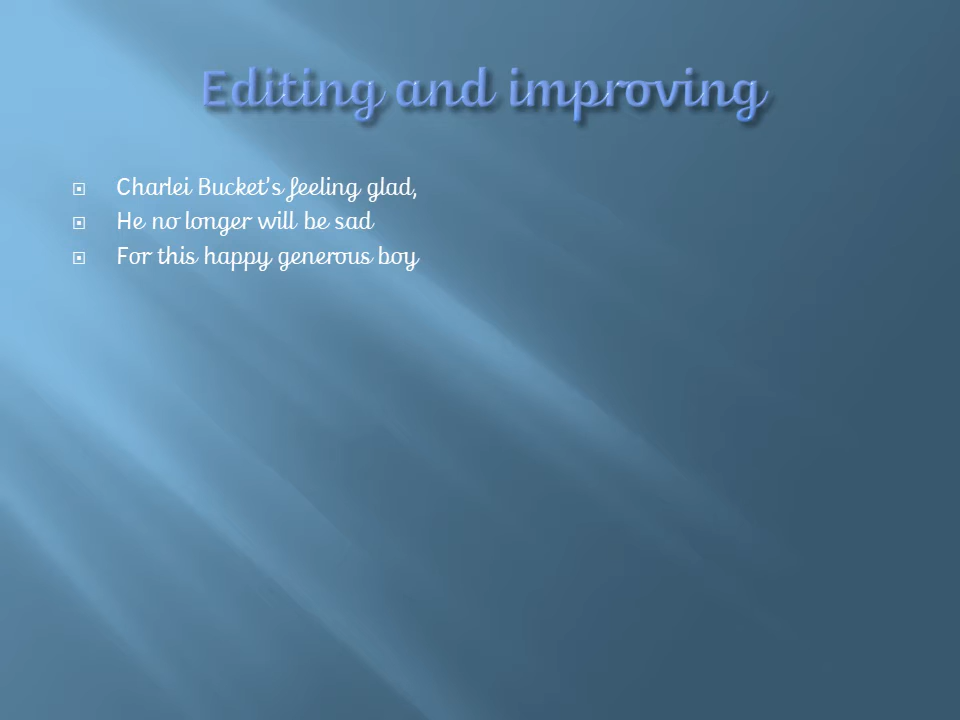 Editing and improving
Charlei Bucket's feeling glad,
He no longer will be sad
For this happy generous boy